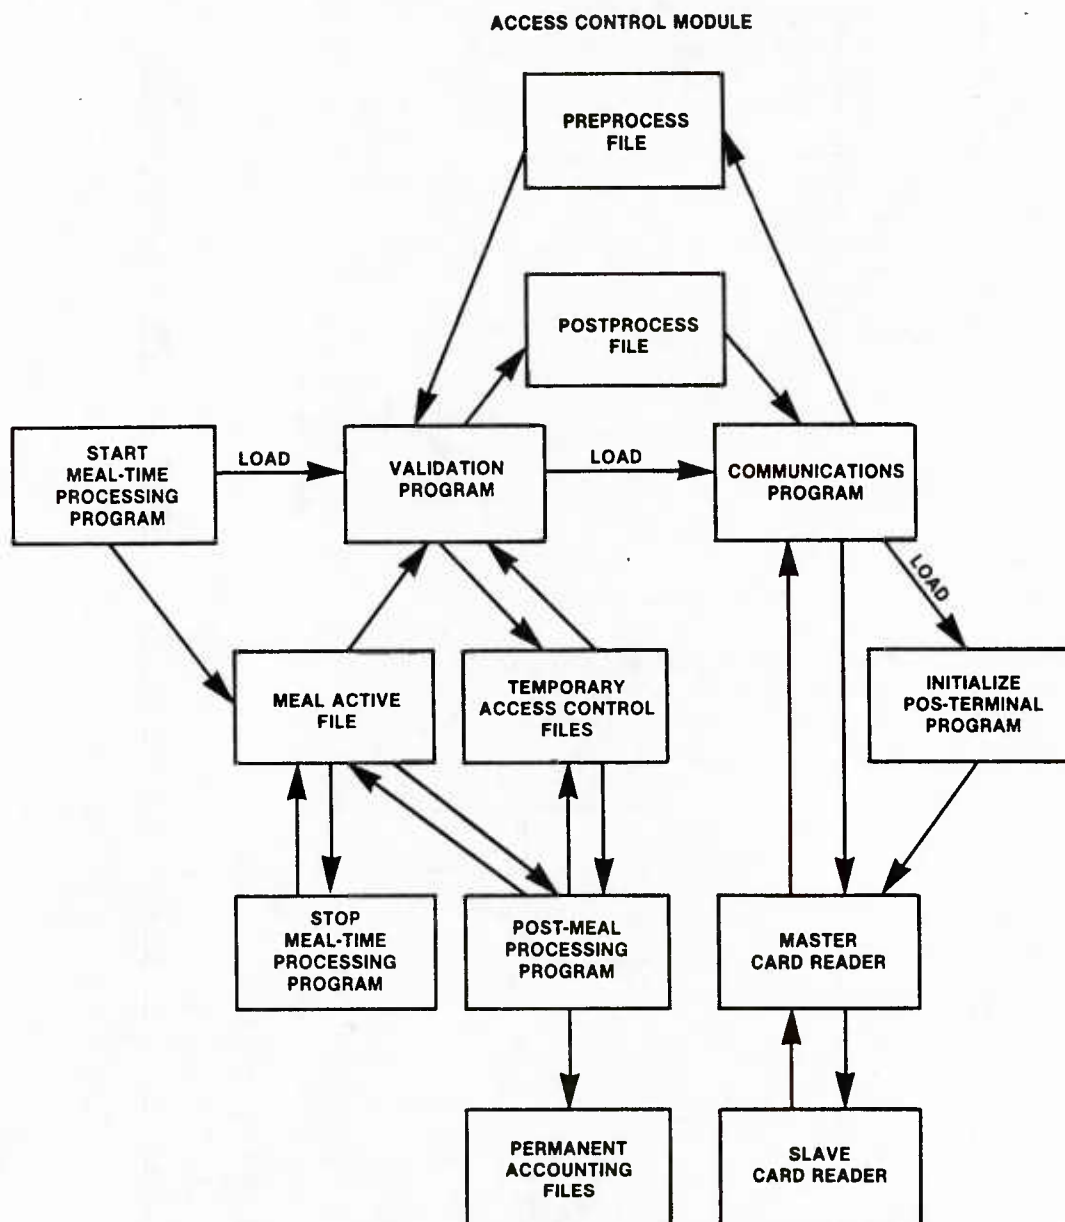 ACCESS CONTROL MODULE
PREPROCESS
FILE
POSTPROCESS
FILE
START
MEAL-TIME
PROCESSING
PROGRAM
LOAD
VALIDATION
PROGRAM
LOAD
COMMUNICATIONS
PROGRAM
LOAD
MEAL ACTIVE
FILE
TEMPORARY
ACCESS CONTROL
FILES
INITIALIZE
POS-TERMINAL
PROGRAM
STOP
MEAL-TIME
PROCESSING
PROGRAM
POST-MEAL
PROCESSING
PROGRAM
MASTER
CARD READER
PERMANENT
ACCOUNTING
FILES
SLAVE
CARD READER